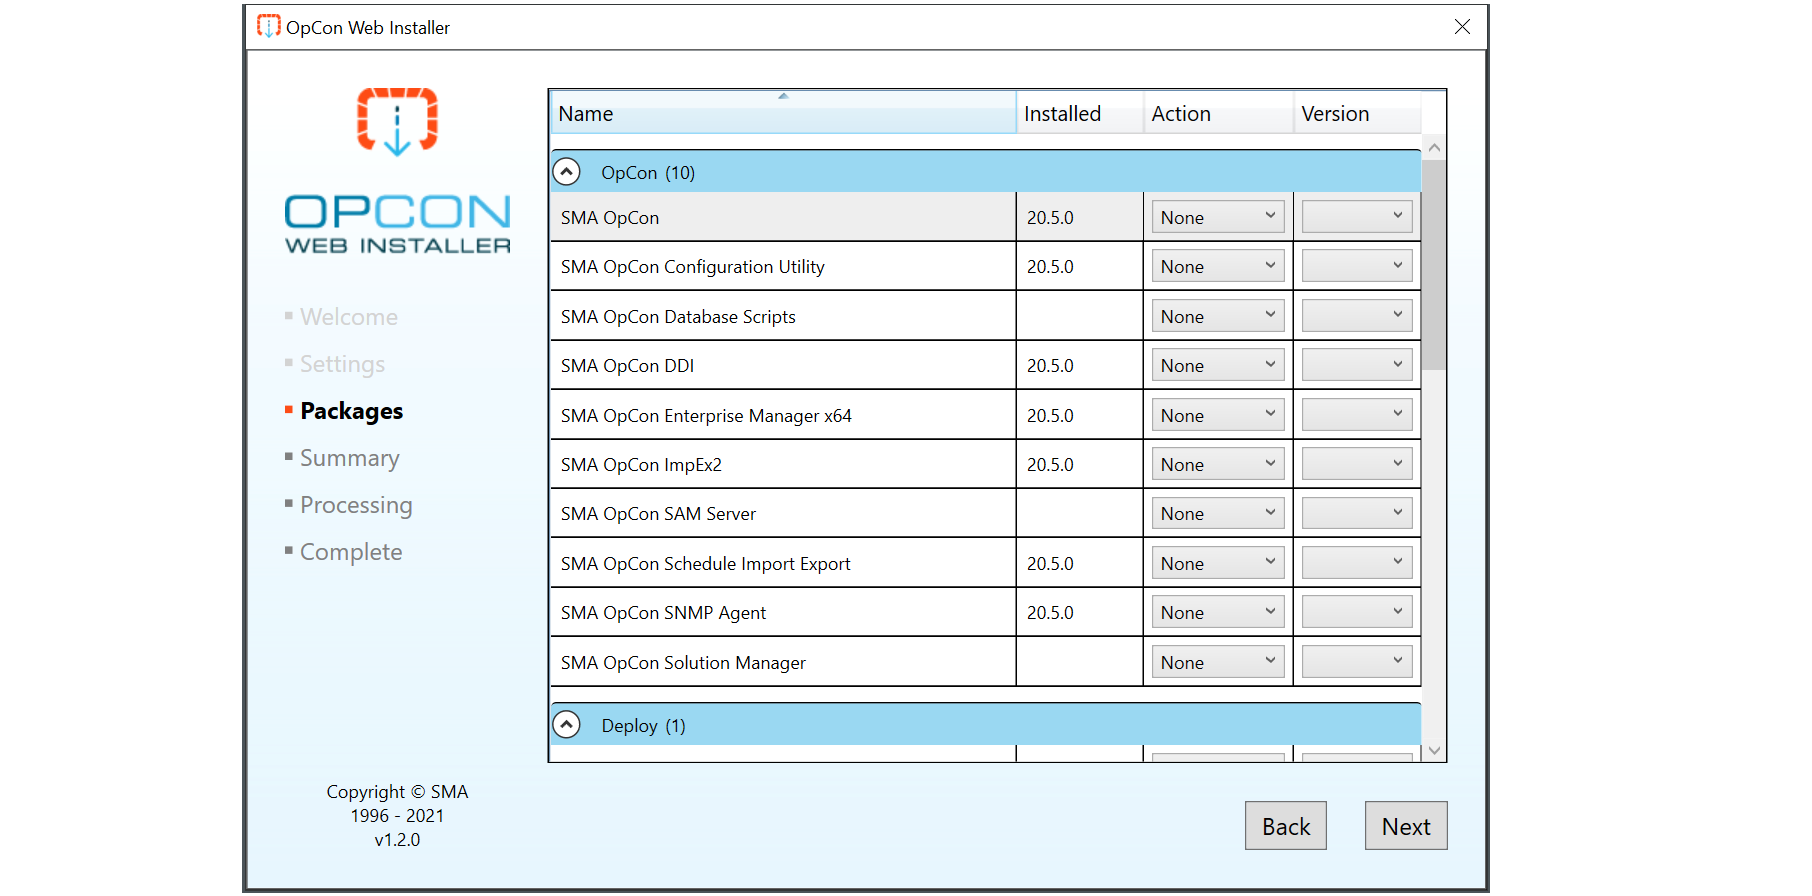 OpCon Web Installer
OPCON
WEB INSTALLER
Welcome
Settings
Packages
Summary
Processing
Complete
Copyright © SMA
1996 - 2021
v1.2.0
Name Installed Action Version
OpCon (10)
SMA OpCon 20.5.0 None
SMA OpCon Configuration Utility 20.5.0 None
SMA OpCon Database Scripts None
SMA OpCon DDI 20.5.0 None
SMA OpCon Enterprise Manager x64 20.5.0 None
SMA OpCon ImpEx2 20.5.0 None
SMA OpCon SAM Server None
SMA OpCon Schedule Import Export 20.5.0 None
SMA OpCon SNMP Agent 20.5.0 None
SMA OpCon Solution Manager None
Deploy (1)
Back Next